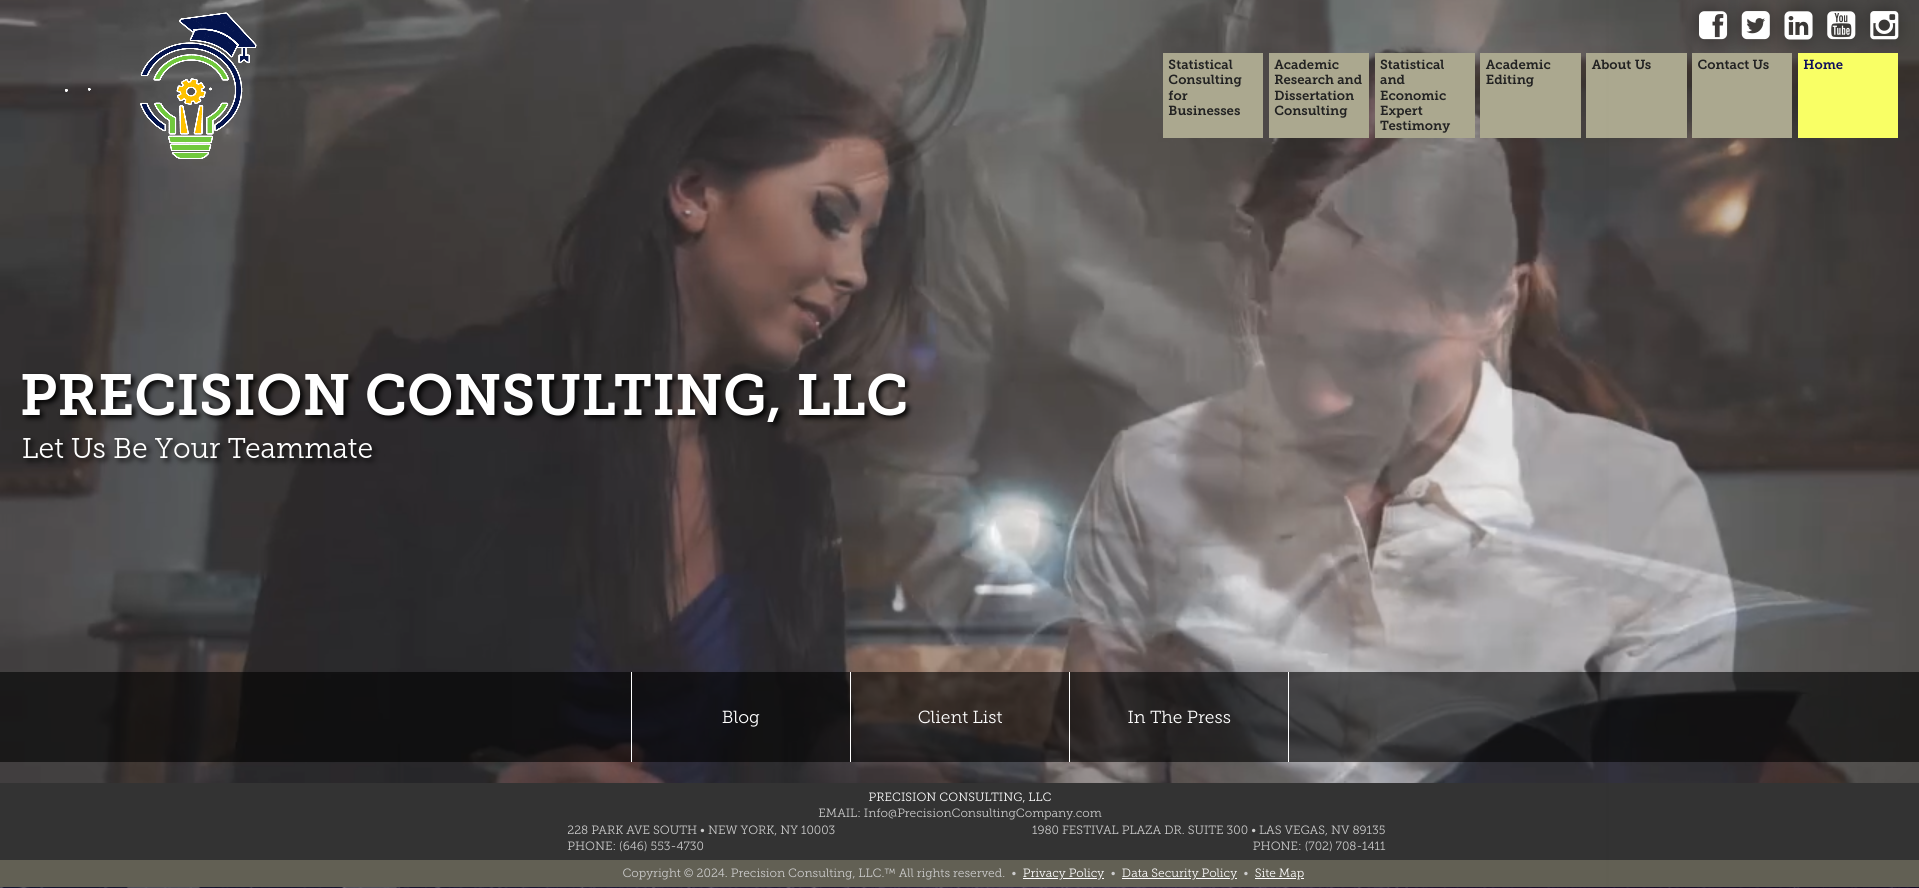 You
Tube
Statistical
Consulting
for
Businesses
Academic
Research and
Dissertation
Consulting
Statistical
and
Economic
Expert
Testimony
Academic
Editing
About Us
Contact Us
Home
PRECISION CONSULTING, LLC
Let Us Be Your Teammate
Blog
Client List
In The Press
PRECISION CONSULTING, LLC
EMAIL: Info@PrecisionConsultingCompany.com
228 PARK AVE SOUTH • NEW YORK, NY 10003
PHONE: (646) 553-4730
1980 FESTIVAL PLAZA DR. SUITE 300 • LAS VEGAS, NV 89135
PHONE: (702) 708-1411
Copyright © 2024. Precision Consulting, LLC.™ All rights reserved. • Privacy Policy • Data Security Policy • Site Map